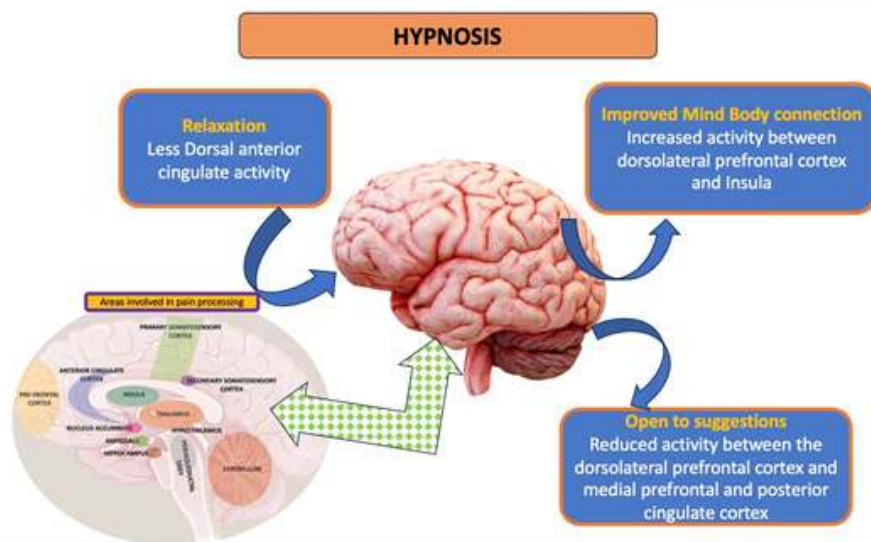 HYPNOSIS
Relaxation
Less Dorsal anterior
cingulate activity
Improved Mind Body connection
Increased activity between
dorsolateral prefrontal cortex
and Insula
Areas involved in pain processing
PRIMARY SOMATOSENSORY
CORTEX
ANTERIOR CINGULATE
CORTEX
SECONDARY SOMATOSENSORY
CORTEX
INSULA
PRE FRONTAL
CORTEX
THALAMUS
NUCLEUS ACCUMBENS
HYPOTHALAMUS
AMYGDALA
HIPPOCAMPUS
CEREBELLUM
Open to suggestions
Reduced activity between the
dorsolateral prefrontal cortex and
medial prefrontal and posterior
cingulate cortex